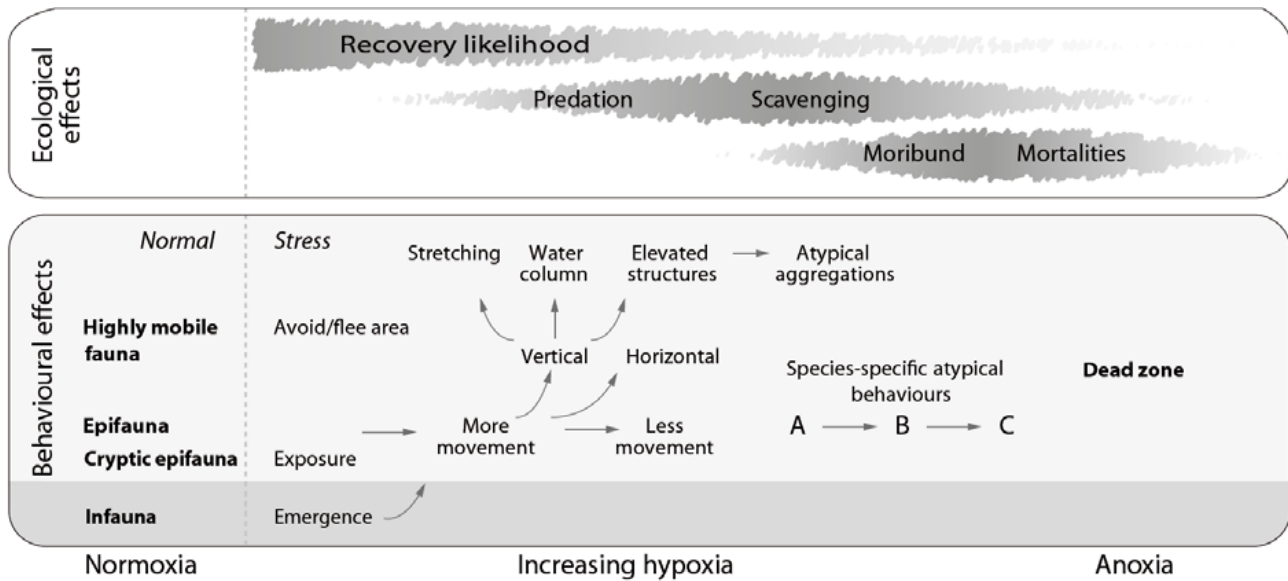 Ecological
effects
Recovery likelihood
Predation Scavenging
Moribund Mortalities
Behavioural effects
Normal Stress
Stretching
Water
column
Elevated
structures
Atypical
aggregations
Highly mobile
fauna
Avoid/flee area
Vertical Horizontal
Species-specific atypical
behaviours
A B C
Dead zone
Epifauna
More
movement
Less
movement
Cryptic epifauna Exposure
Infauna Emergence
Normoxia Increasing hypoxia Anoxia